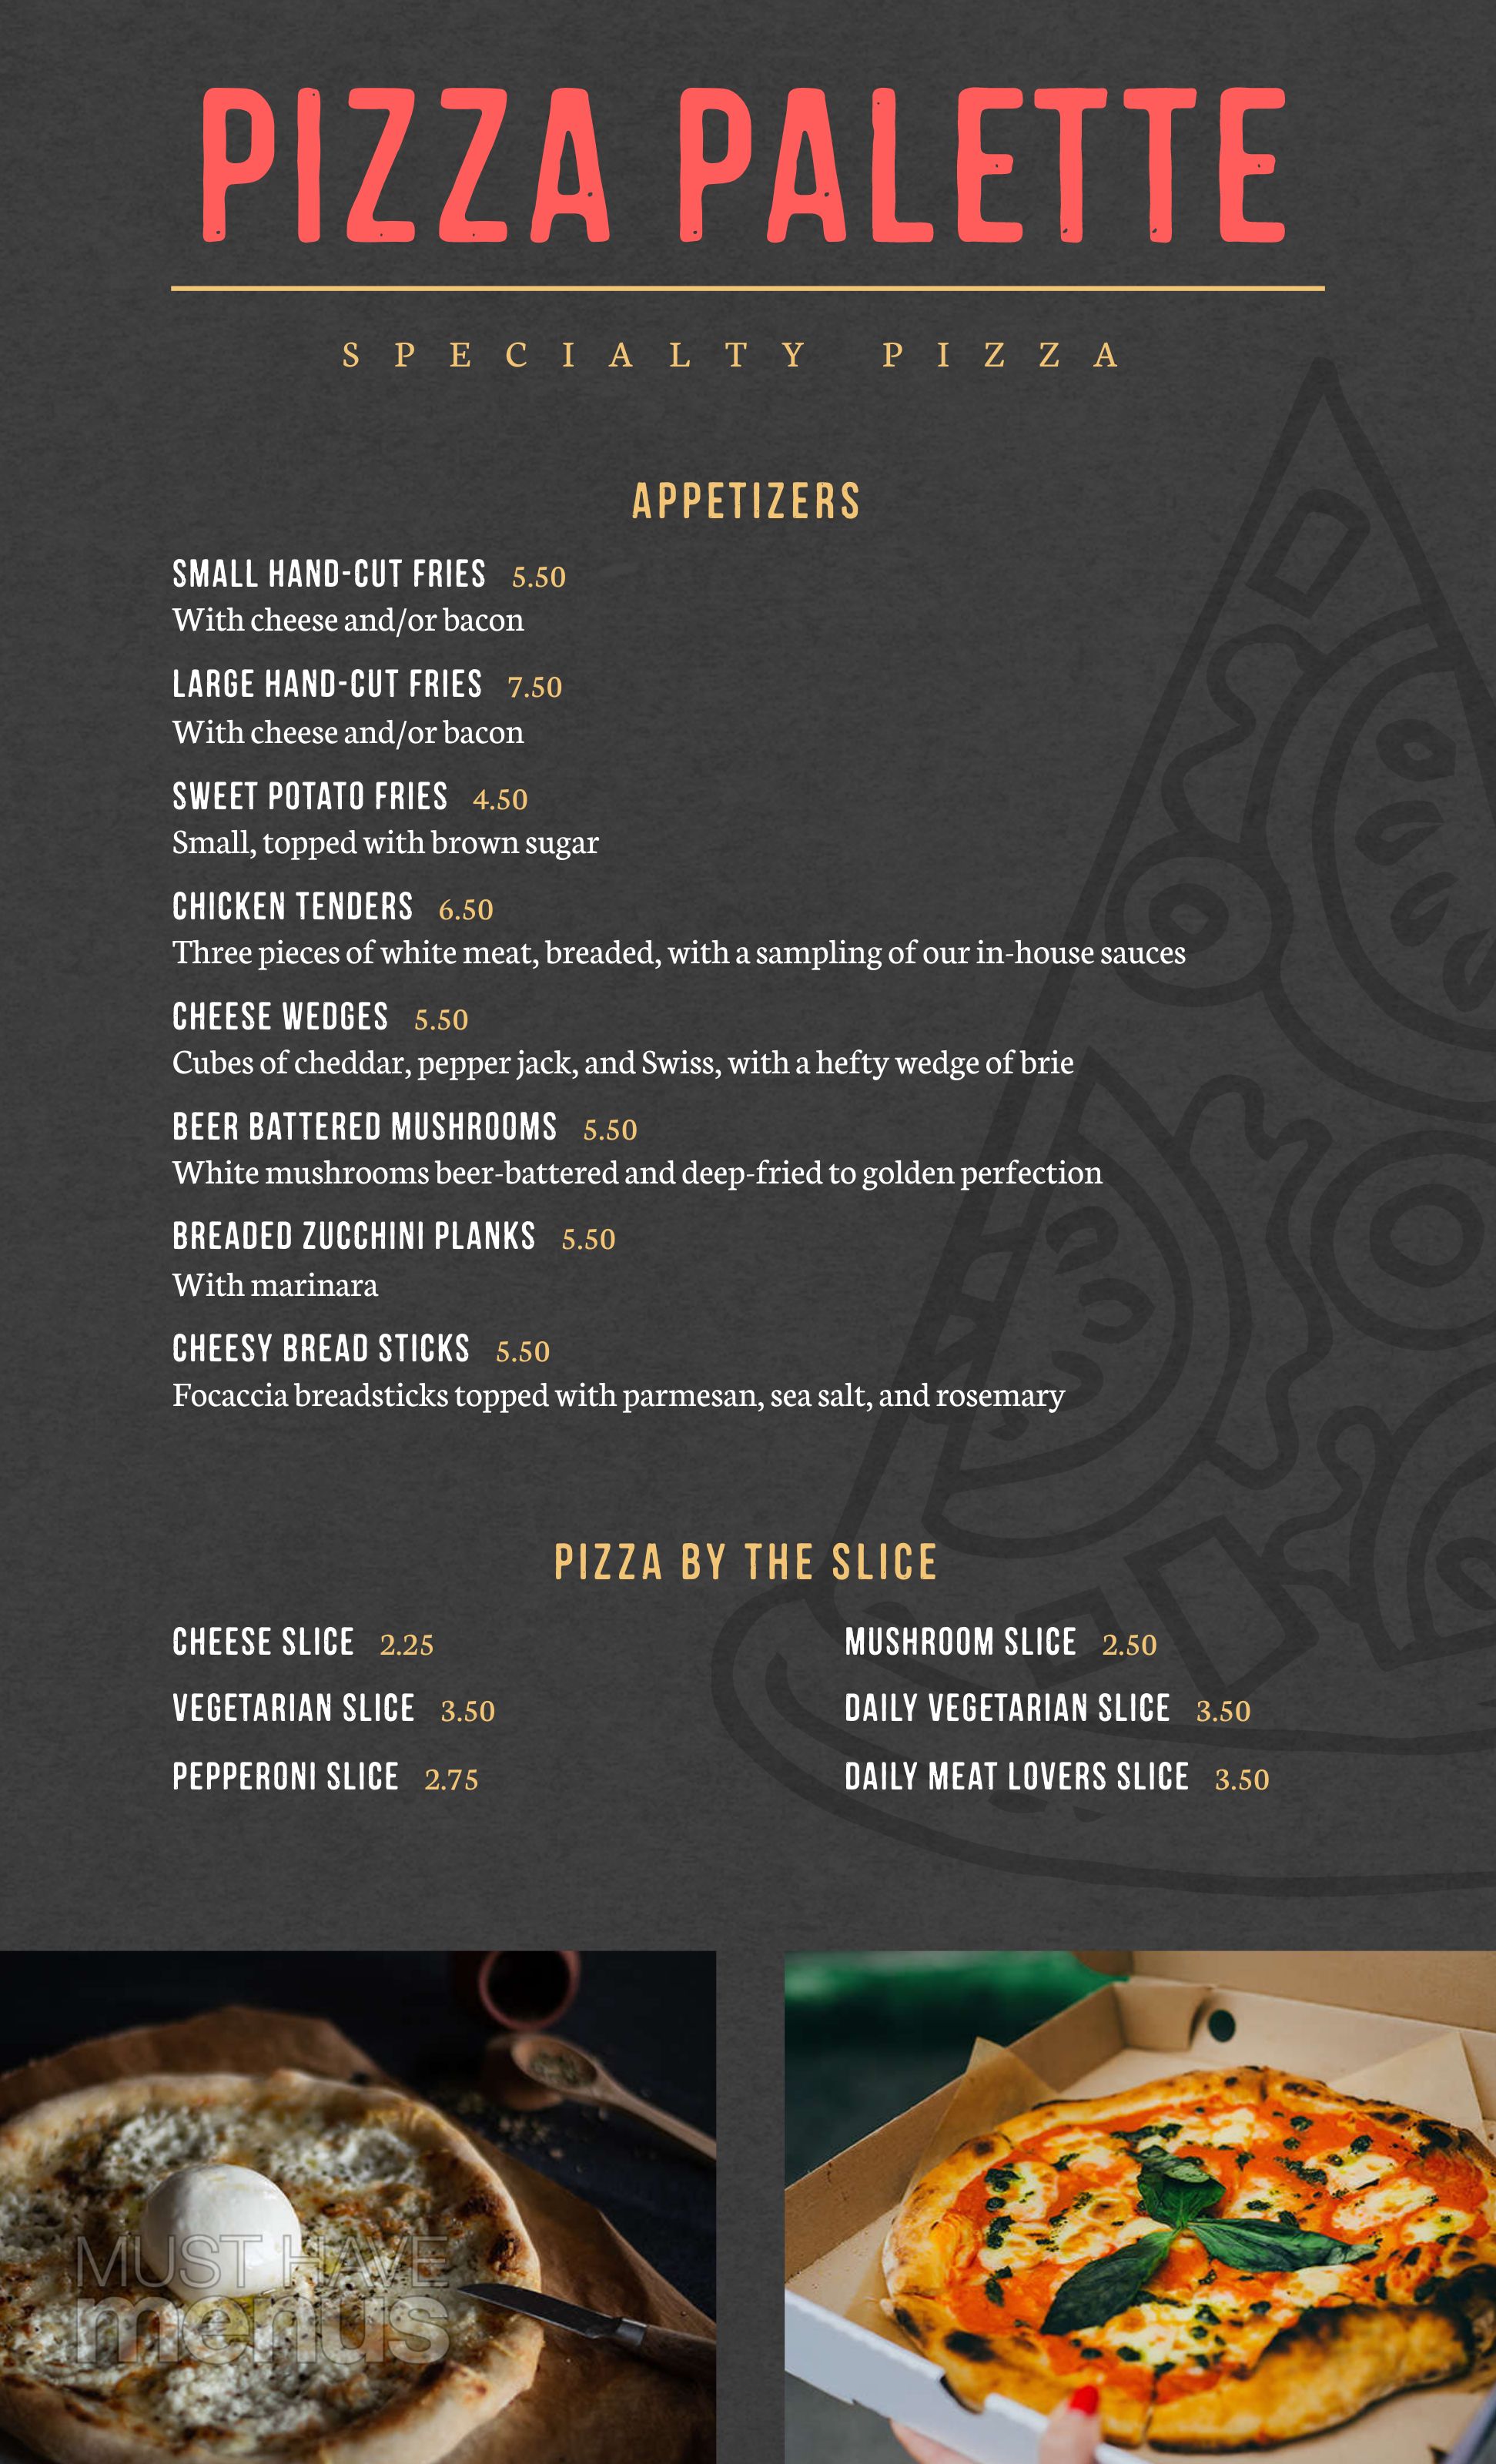 PIZZA PALETTE
SPECIALTY PIZZA
APPETIZERS
SMALL HAND-CUT FRIES 5.50
With cheese and/or bacon
LARGE HAND-CUT FRIES 7.50
With cheese and/or bacon
SWEET POTATO FRIES 4.50
Small, topped with brown sugar
CHICKEN TENDERS 6.50
Three pieces of white meat, breaded, with a sampling of our in-house sauces
CHEESE WEDGES 5.50
Cubes of cheddar, pepper jack, and Swiss, with a hefty wedge of brie
BEER BATTERED MUSHROOMS 5.50
White mushrooms beer-battered and deep-fried to golden perfection
BREADED ZUCCHINI PLANKS 5.50
With marinara
CHEESY BREAD STICKS 5.50
Focaccia breadsticks topped with parmesan, sea salt, and rosemary
PIZZA BY THE SLICE
CHEESE SLICE 2.25
VEGETARIAN SLICE 3.50
PEPPERONI SLICE 2.75
MUSHROOM SLICE 2.50
DAILY VEGETARIAN SLICE 3.50
DAILY MEAT LOVERS SLICE 3.50
MUST HAVE
menus